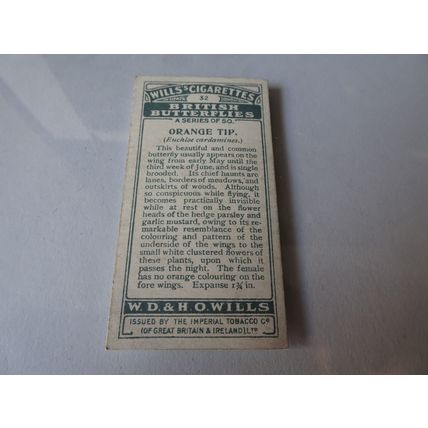 WILLS'S CIGARETTES
32
BRITISH
BUTTERFLIES
A SERIES OF 50.
ORANGE TIP.
(Euchloe cardamines.)
This beautiful and common
butterfly usually appears on the
wing from early May until the
third week of June, and is single
brooded. Its chief haunts are
lanes, borders of meadows, and
outskirts of woods. Although
so conspicuous while flying, it
becomes practically invisible
while at rest on the flower
heads of the hedge parsley and
garlic mustard, owing to its re-
markable resemblance of the
colouring and pattern of the
underside of the wings to the
small white clustered flowers of
these plants, upon which it
passes the night. The female
has no orange colouring on the
fore wings. Expanse 1¾ in.
W. D. & H. O. WILLS
ISSUED BY THE IMPERIAL TOBACCO Cº
(OF GREAT BRITAIN & IRELAND) LTD